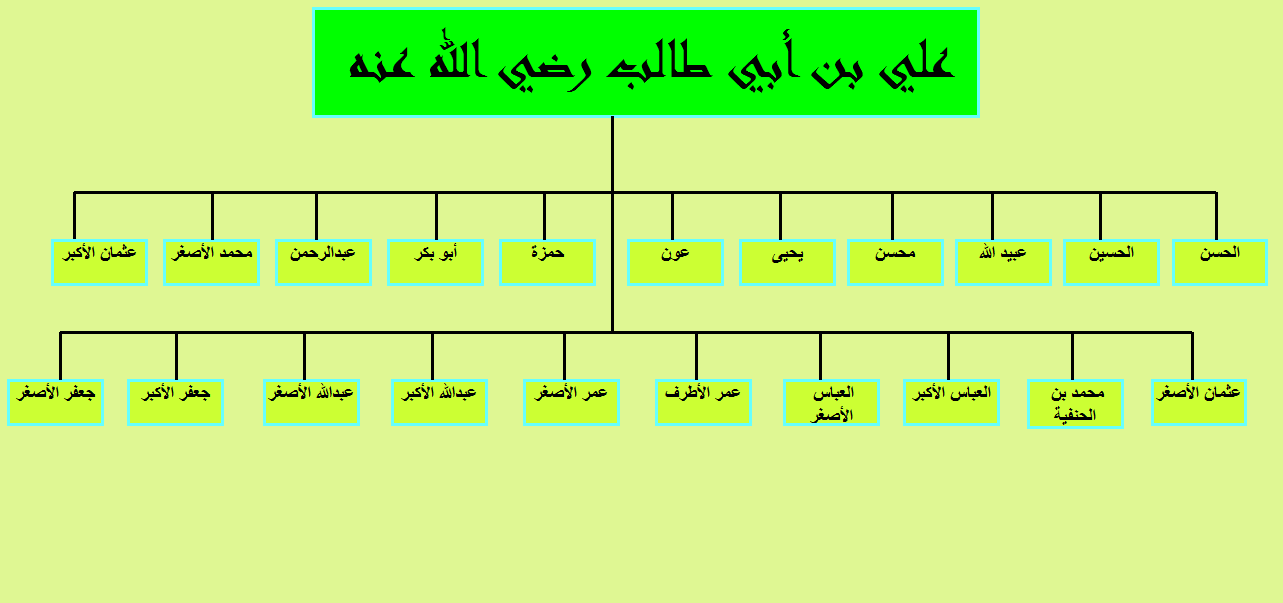 علي بن أبي طالب رضي الله عنه
الحسن
الحسين
عبيد الله
محسن
يحيى
عون
حمزة
أبو بكر
عبدالرحمن
محمد الأصغر
عثمان الأكبر
عثمان الأصغر
محمد بن
الحنفية
العباس الأكبر
العباس
الأصغر
عمر الأطرف
عمر الأصغر
عبدالله الأكبر
عبدالله الأصغر
جعفر الأكبر
جعفر الأصغر